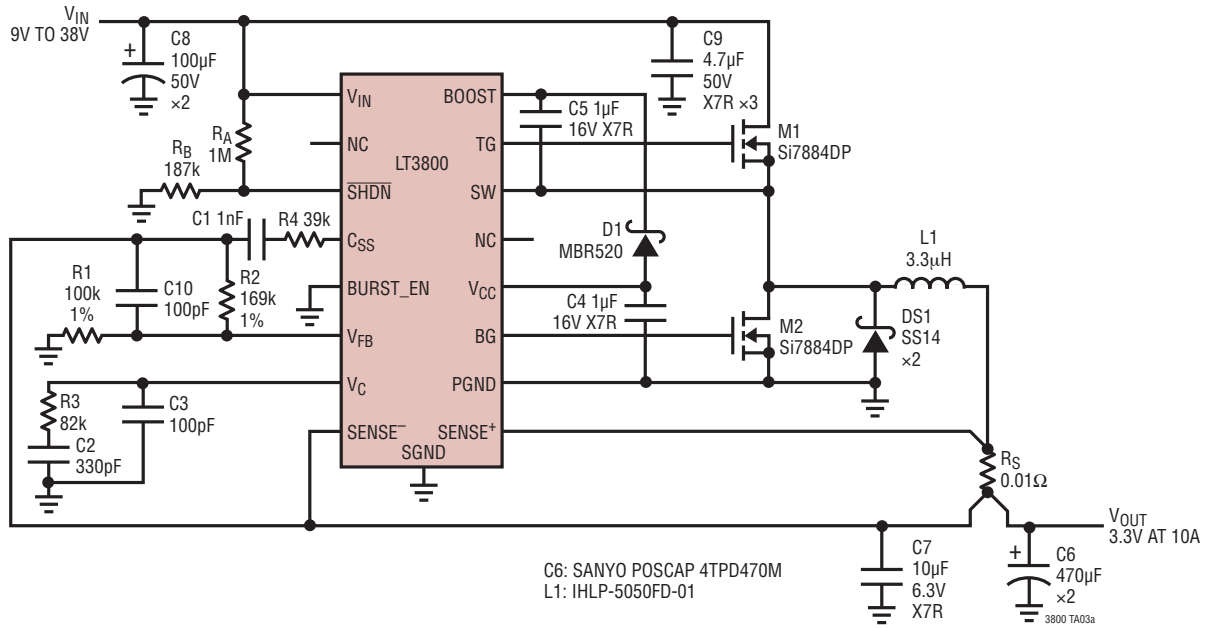 VIN
9V TO 38V
C8
100µF
50V
×2
+
RA
1M
RB
187k
C1 1nF
R4 39k
R1
100k
1%
C10
100pF
R2
169k
1%
R3
82k
C2
330pF
C3
100pF
VIN
NC
SHDN
CSS
BURST_EN
VFB
VC
SENSE–
LT3800
SGND
BOOST
TG
SW
NC
VCC
BG
PGND
SENSE+
C5 1µF
16V X7R
C9
4.7µF
50V
X7R ×3
M1
Si7884DP
D1
MBR520
C4 1µF
16V X7R
M2
Si7884DP
L1
3.3µH
DS1
SS14
×2
RS
0.01Ω
VOUT
3.3V AT 10A
C7
10µF
6.3V
X7R
+
C6
470µF
×2
C6: SANYO POSCAP 4TPD470M
L1: IHLP-5050FD-01
3800 TA03a